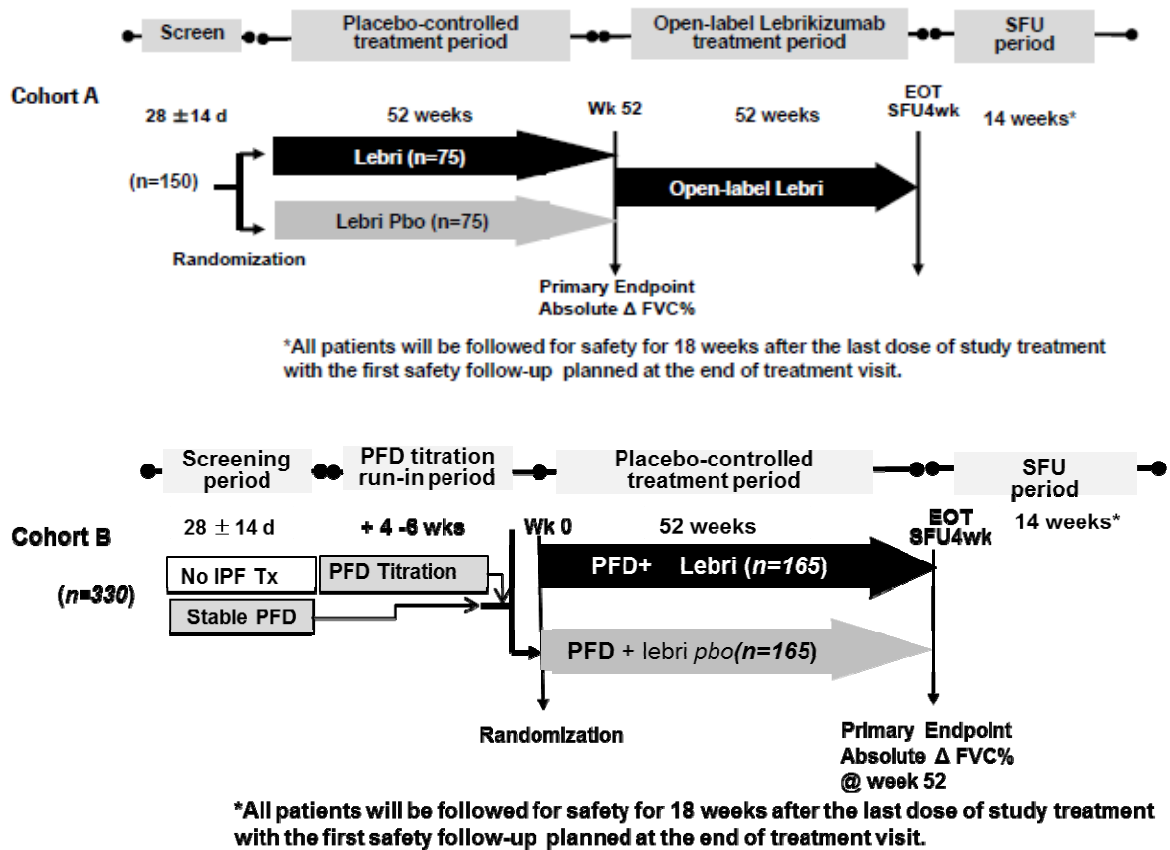 Screen
Placebo-controlled
treatment period
Open-label Lebrikizumab
treatment period
SFU
period
Cohort A
28 ±14 d
52 weeks
Wk 52
52 weeks
EOT
SFU4wk
14 weeks*
(n=150)
Lebri (n=75)
Open-label Lebri
Lebri Pbo (n=75)
Randomization
Primary Endpoint
Absolute Δ FVC%
*All patients will be followed for safety for 18 weeks after the last dose of study treatment
with the first safety follow-up planned at the end of treatment visit.
Screening
period
PFD titration
run-in period
Placebo-controlled
treatment period
SFU
period
Cohort B
28 ± 14 d
+ 4 -6 wks
Wk 0
52 weeks
EOT
SFU4wk
14 weeks*
(n=330)
No IPF Tx
PFD Titration
PFD+ Lebri (n=165)
Stable PFD
PFD + lebri pbo(n=165)
Randomization
Primary Endpoint
Absolute Δ FVC%
@ week 52
*All patients will be followed for safety for 18 weeks after the last dose of study treatment
with the first safety follow-up planned at the end of treatment visit.